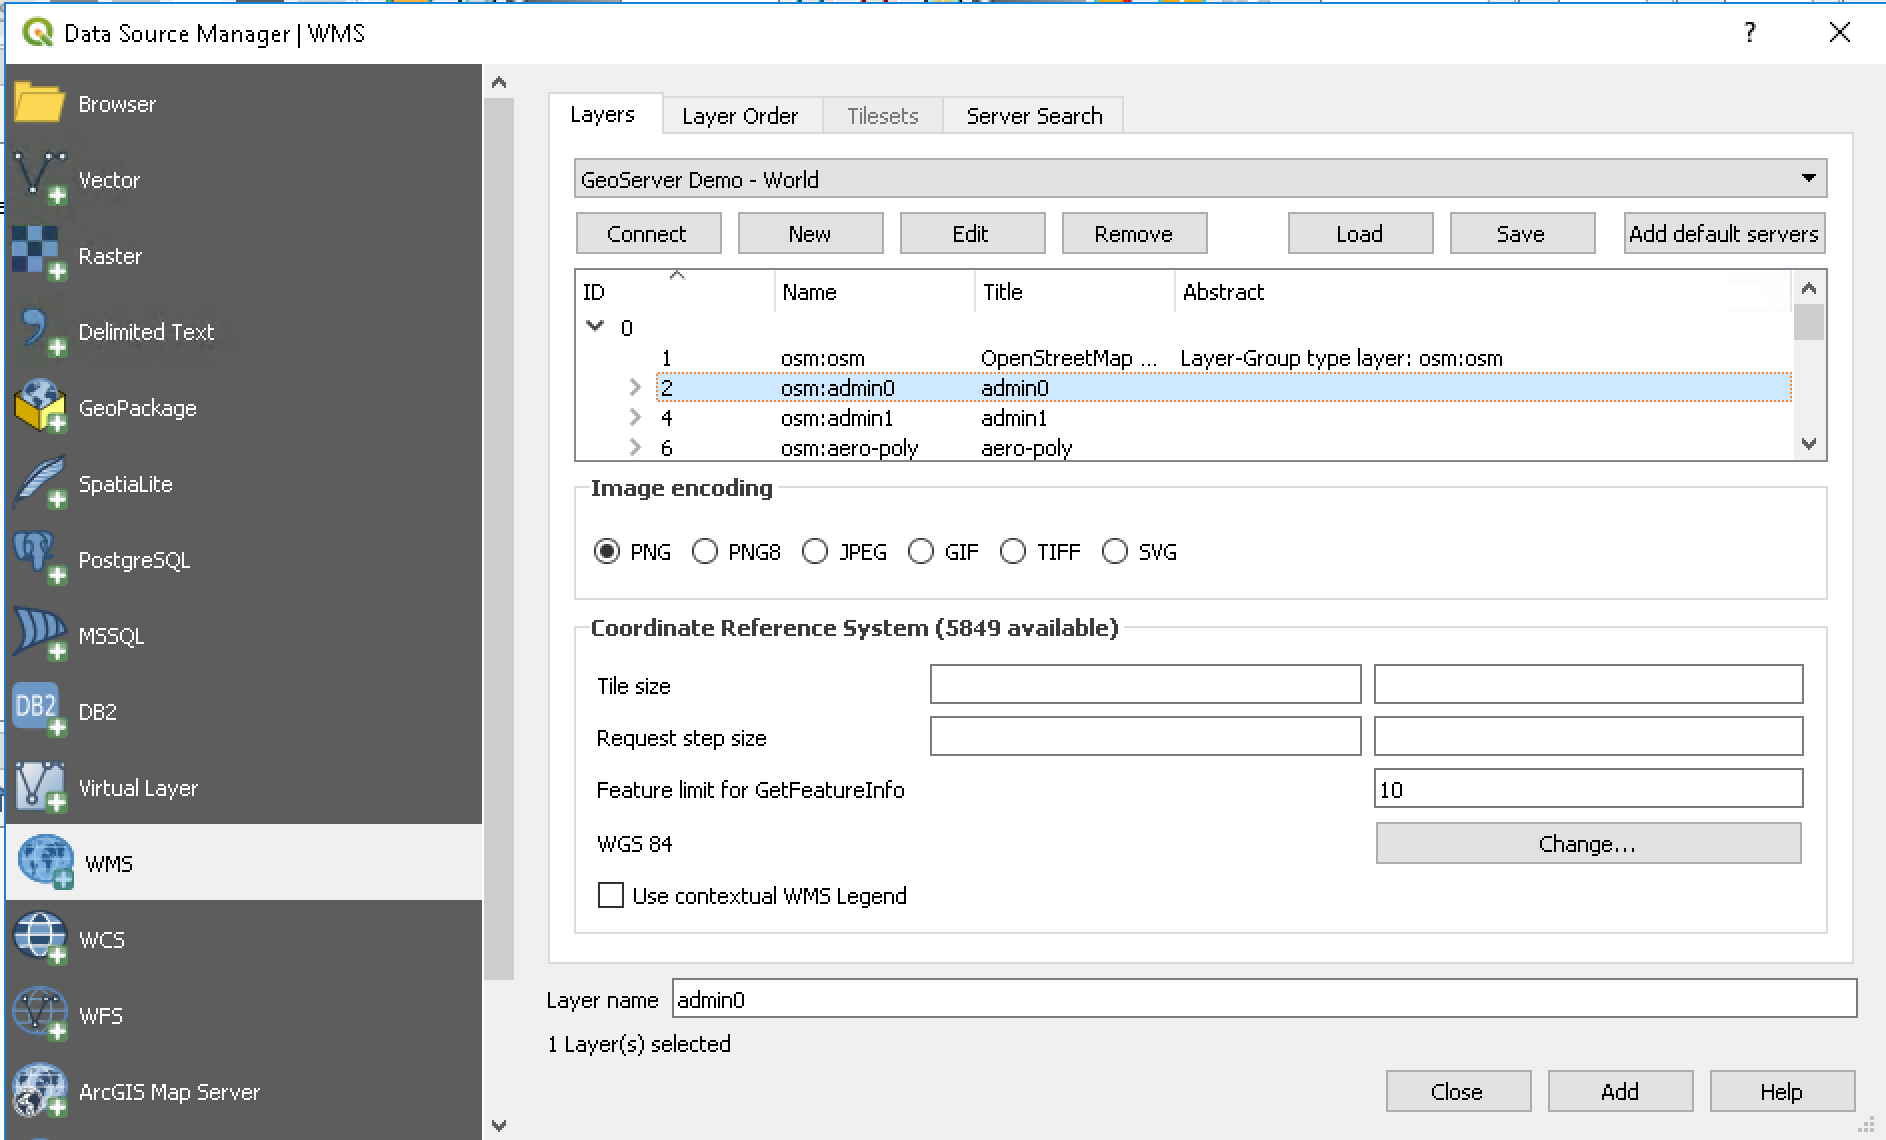 Data Source Manager | WMS
?
Browser
Vector
Raster
Delimited Text
GeoPackage
SpatiaLite
PostgreSQL
MSSQL
DB2
DB2
Virtual Layer
WMS
WCS
WFS
ArcGIS Map Server
Layers Layer Order Tilesets Server Search
GeoServer Demo - World
Connect New Edit Remove Load Save Add default servers
ID Name Title Abstract
0
1 osm:osm OpenStreetMap ... Layer-Group type layer: osm:osm
2 osm:admin0 admin0
4 osm:admin1 admin1
6 osm:aero-poly aero-poly
Image encoding
PNG PNG8 JPEG GIF TIFF SVG
Coordinate Reference System (5849 available)
Tile size
Request step size
Feature limit for GetFeatureInfo 10
WGS 84 Change...
Use contextual WMS Legend
Layer name admin0
1 Layer(s) selected
Close Add Help